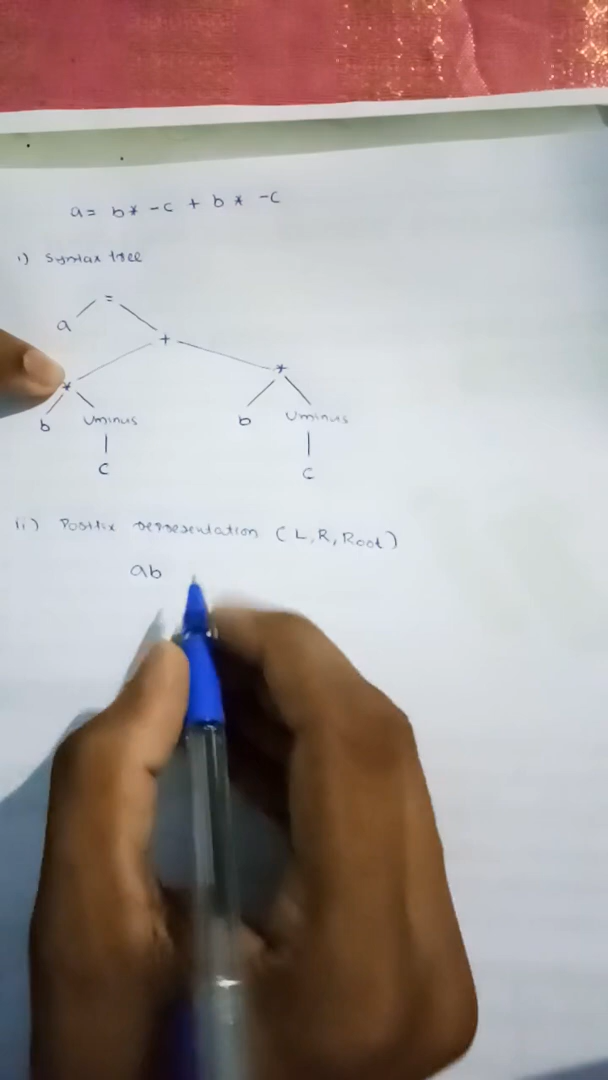 a = b * -c + b * -c
i) Syntax tree
=
a
+
* *
b Uminus b Uminus
c c
ii) Postfix representation (L, R, Root)
ab